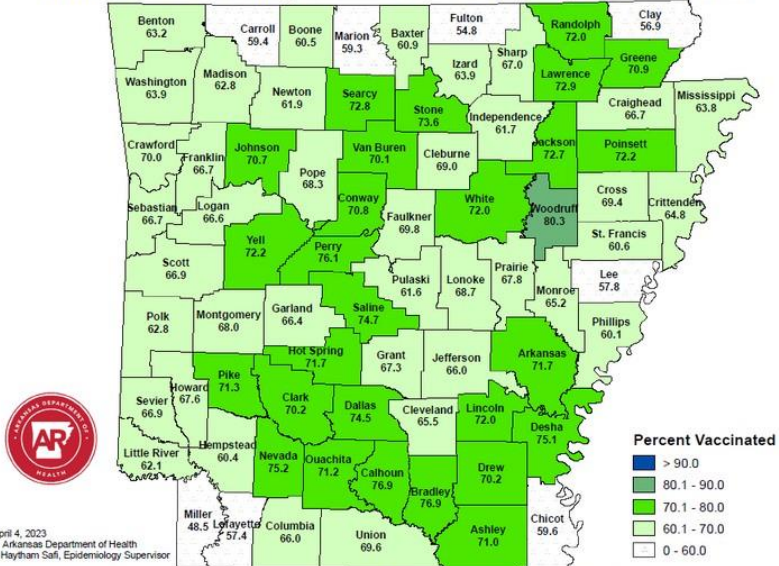 Benton
63.2
Carroll
59.4
Boone
60.5
Marion
59.3
Baxter
60.9
Fulton
54.8
Randolph
72.0
Clay
56.9
Sharp
67.0
Greene
70.9
Izard
63.9
Lawrence
72.9
Washington
63.9
Madison
62.8
Newton
61.9
Searcy
72.8
Stone
73.6
Independence
61.7
Craighead
66.7
Mississippi
63.8
Crawford
70.0
Franklin
66.7
Johnson
70.7
Pope
68.3
Van Buren
70.1
Cleburne
69.0
Jackson
72.7
Poinsett
72.2
Sebastian
66.7
Logan
66.6
Conway
70.8
Faulkner
69.8
White
72.0
Woodruff
80.3
Cross
69.4
Crittenden
64.8
St. Francis
60.6
Yell
72.2
Perry
76.1
Scott
66.9
Pulaski
61.6
Lonoke
68.7
Prairie
67.8
Monroe
65.2
Lee
57.8
Polk
62.8
Montgomery
68.0
Garland
66.4
Saline
74.7
Phillips
60.1
Hot Spring
71.7
Grant
67.3
Jefferson
66.0
Arkansas
71.7
Sevier
66.9
Howard
67.6
Pike
71.3
Clark
70.2
Dallas
74.5
Cleveland
65.5
Lincoln
72.0
Desha
75.1
Little River
62.1
Hempstead
60.4
Nevada
75.2
Ouachita
71.2
Calhoun
76.9
Bradley
76.9
Drew
70.2
Miller
48.5
Lafayette
57.4
Columbia
66.0
Union
69.6
Ashley
71.0
Chicot
59.6
ARKANSAS DEPARTMENT OF
AR
HEALTH
Percent Vaccinated
> 90.0
80.1 - 90.0
70.1 - 80.0
60.1 - 70.0
0 - 60.0
pril 4, 2023
Arkansas Department of Health
Haytham Safi, Epidemiology Supervisor